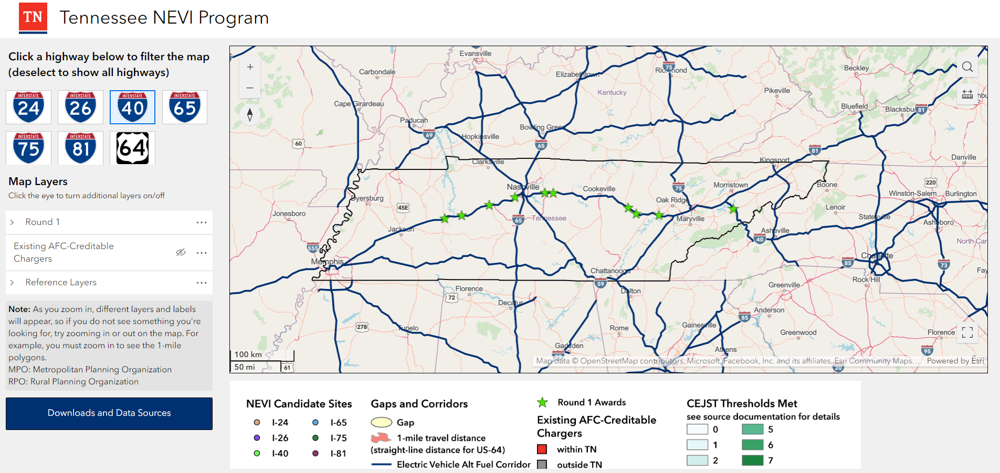 TN
Tennessee NEVI Program
Click a highway below to filter the map
(deselect to show all highways)
INTERSTATE 24
INTERSTATE 26
INTERSTATE 40
INTERSTATE 65
INTERSTATE 75
INTERSTATE 81
64
Map Layers
Click the eye to turn additional layers on/off
Round 1
Existing AFC-Creditable
Chargers
Reference Layers
Note: As you zoom in, different layers and labels
will appear, so if you do not see something you're
looking for, try zooming in or out on the map. For
example, you must zoom in to see the 1-mile
polygons.
MPO: Metropolitan Planning Organization
RPO: Rural Planning Organization
Downloads and Data Sources
Evansville
Carbondale
Elizabethtown
Richmond
75
Beckley
Kentucky
Pikeville
Cape Girardeau
Bluefield
Blacksbu
81
Paducah
69
Hopkinsville
Bowling Green
65
60
Clarksville
Kingsport
81
Danville
Nashville
Cookeville
75
Morristown
Boone
220
Winston-Salem
Burlington
Dyersburg
45E
Oak Ridge
Lenoir
Jonesboro
65
Tennessee
Maryville
Statesville
Asheboro
Jackson
Asheville
40
North Car
555
Memphis
Charlotte
85
73
Chattanooga
59
Rock Hill
Fay
Florence
72
Dalton
Greenville
Decatur
85
Anderson
278
Tupelo
Rome
Gainesville
Greenwood
Florence
Gadsden
Athens
95
100 km
50 mi
61
20
Map data © OpenStreetMap contributors, Microsoft, Facebook, Inc. and its affiliates, Esri Community Maps...
Powered by Esri
NEVI Candidate Sites
I-24
I-65
I-26
I-75
I-40
I-81
Gaps and Corridors
Gap
1-mile travel distance
(straight-line distance for US-64)
Electric Vehicle Alt Fuel Corridor
Round 1 Awards
Existing AFC-Creditable
Chargers
within TN
outside TN
CEJST Thresholds Met
see source documentation for details
0
5
1
6
2
7